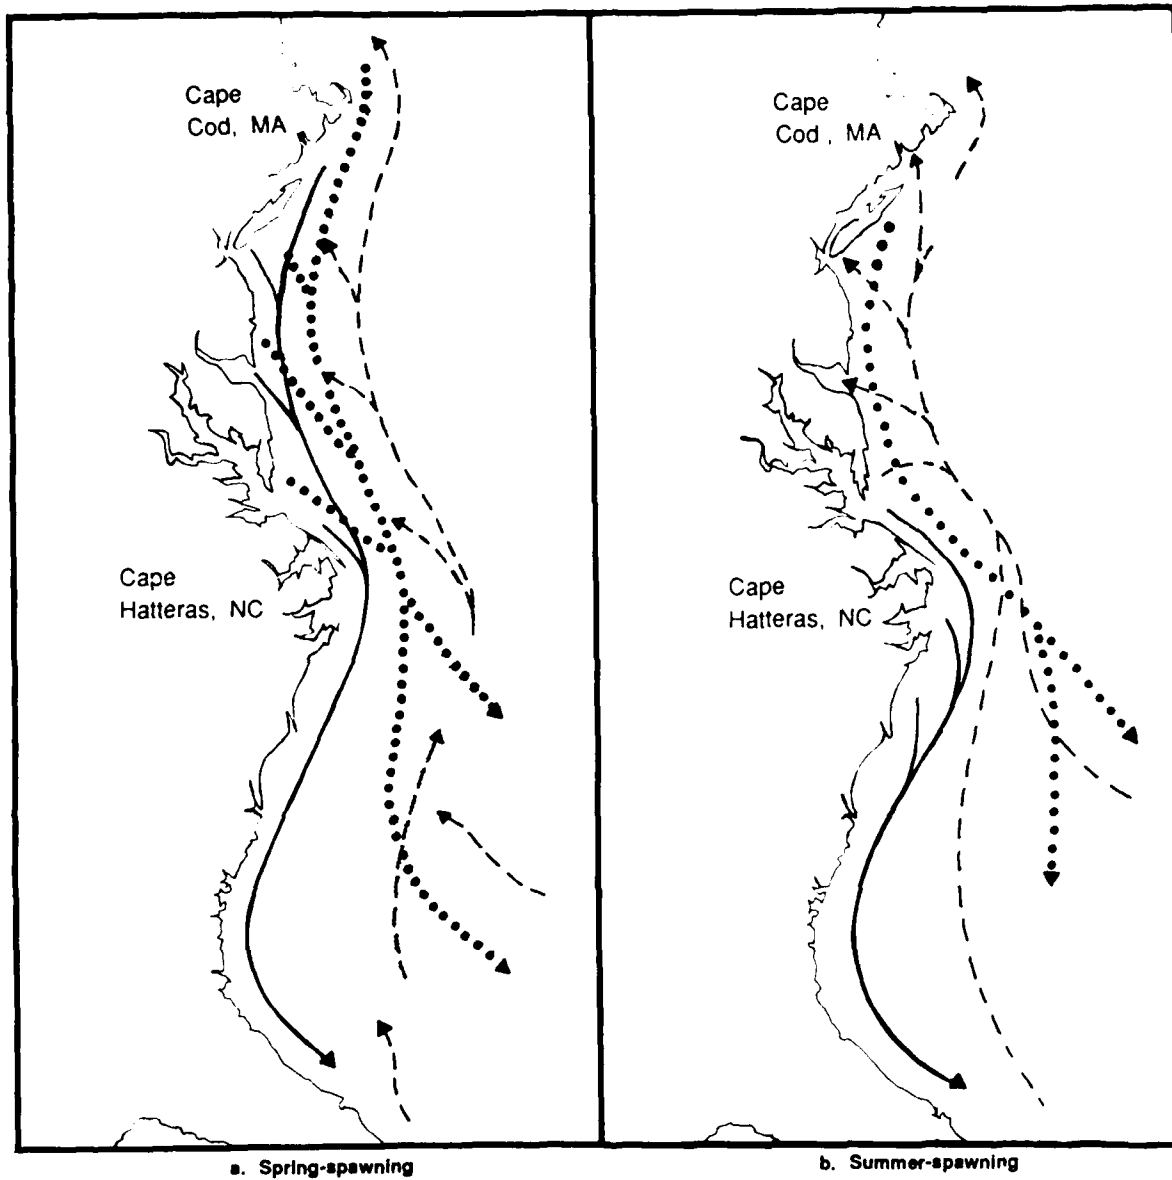 Cape
Cod, MA
Cape
Hatteras, NC
a. Spring-spawning
Cape
Cod, MA
Cape
Hatteras, NC
b. Summer-spawning